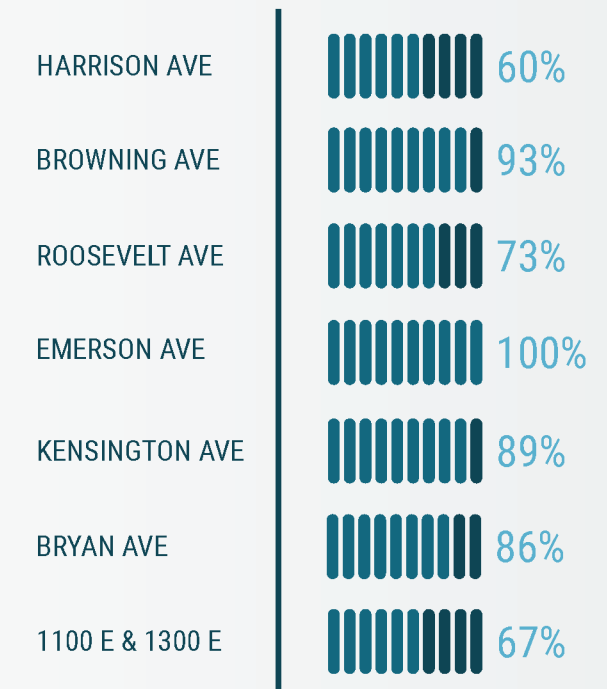 HARRISON AVE 60%
BROWNING AVE 93%
ROOSEVELT AVE 73%
EMERSON AVE 100%
KENSINGTON AVE 89%
BRYAN AVE 86%
1100 E & 1300 E 67%